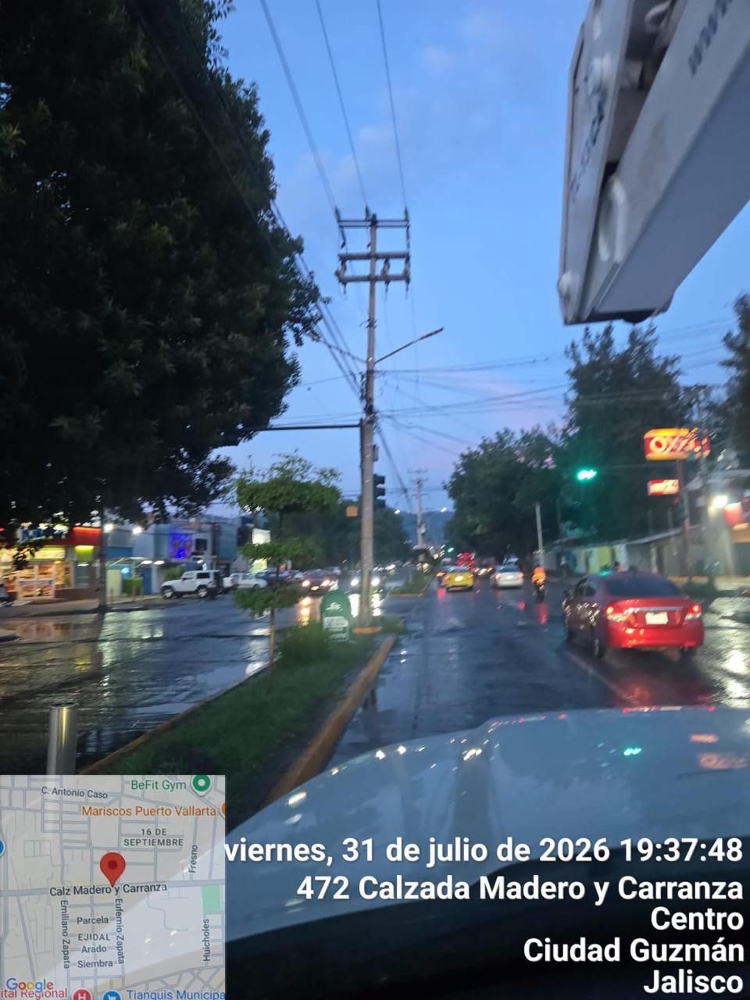 www.
OXXO
C. Antonio Caso
BeFit Gym
Mariscos Puerto Vallarta
16 DE
SEPTIEMBRE
Fresno
Calz Madero y Carranza
Emiliano Zapata
Eufemio Zapata
Parcela
EJIDAL
Arado
Siembra
Huicholes
Google
ital Regional
H
Tianguis Municipa
viernes, 31 de julio de 2026 19:37:48
472 Calzada Madero y Carranza
Centro
Ciudad Guzmán
Jalisco